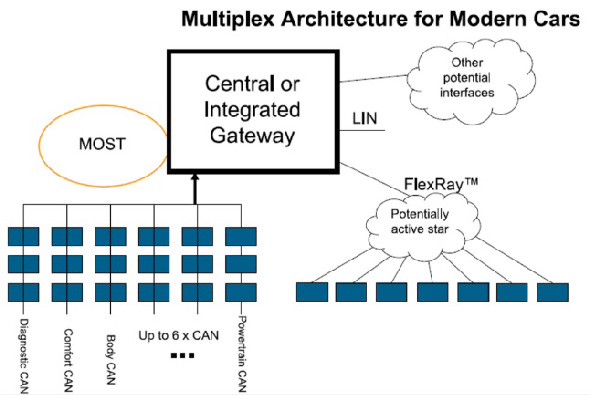 Multiplex Architecture for Modern Cars
Central or
Integrated
Gateway
Other
potential
interfaces
LIN
MOST
FlexRay™
Potentially
active star
Diagnostic CAN
Comfort CAN
Body CAN
Up to 6 x CAN
Powertrain CAN